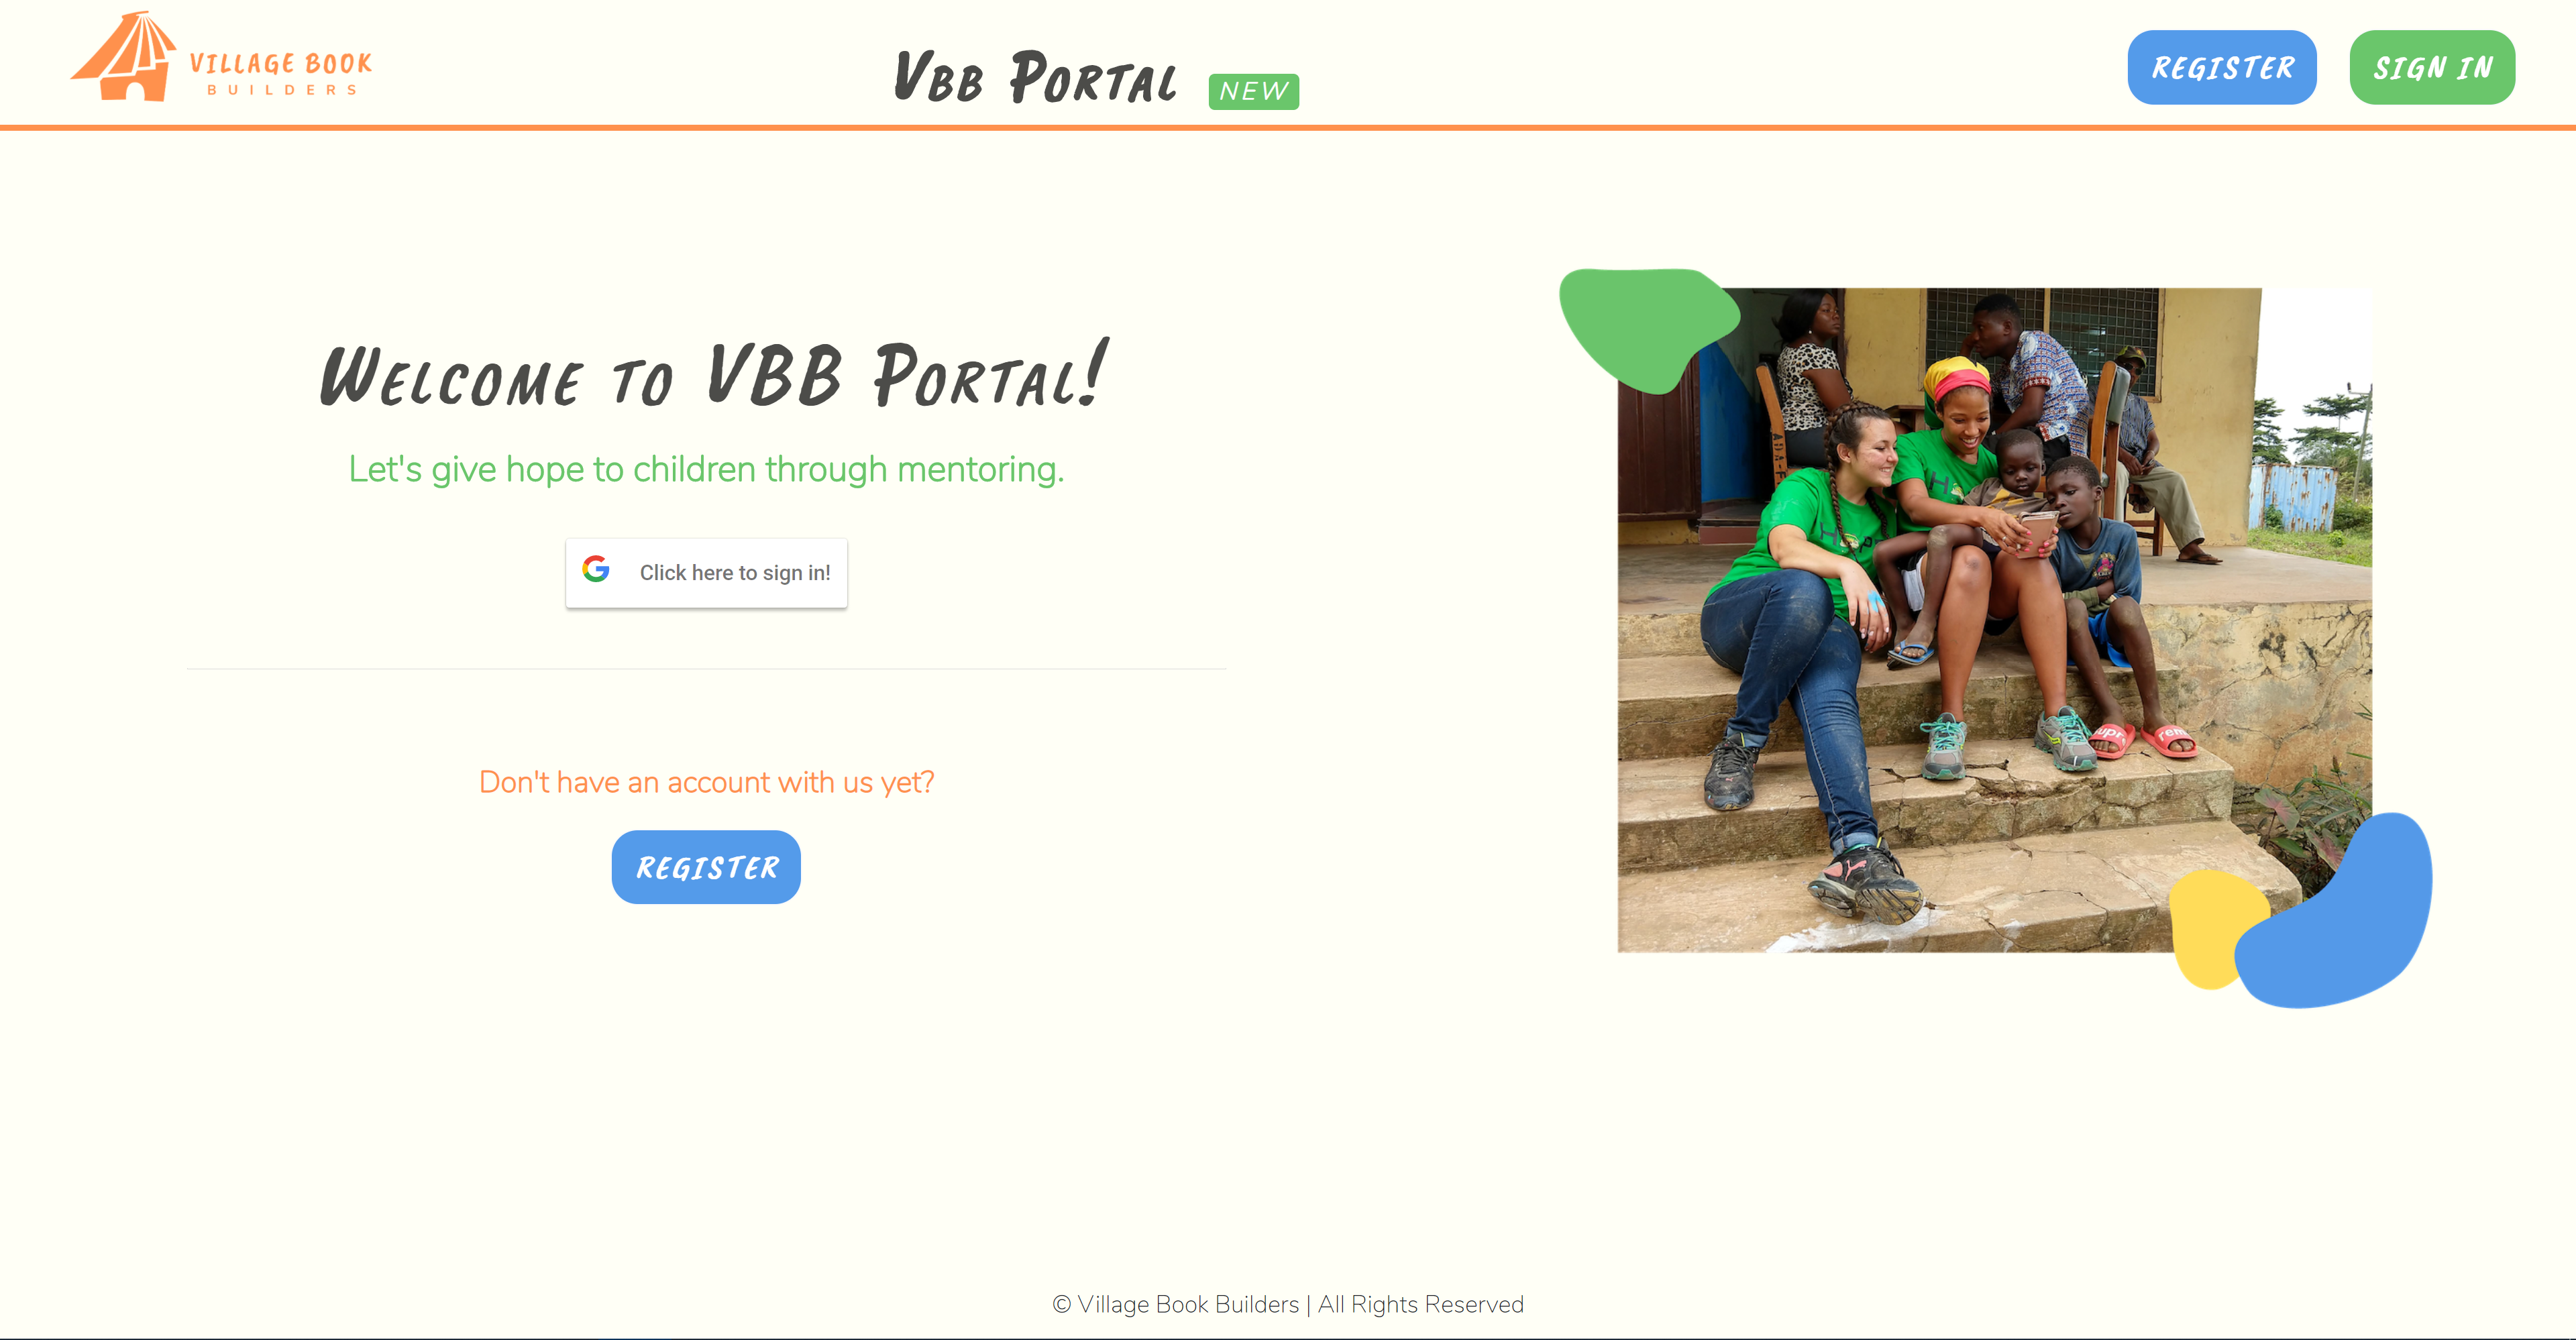 VILLAGE BOOK
BUILDERS
VBB PORTAL NEW
REGISTER
SIGN IN
WELCOME TO VBB PORTAL!
Let's give hope to children through mentoring.
Click here to sign in!
Don't have an account with us yet?
REGISTER
© Village Book Builders | All Rights Reserved